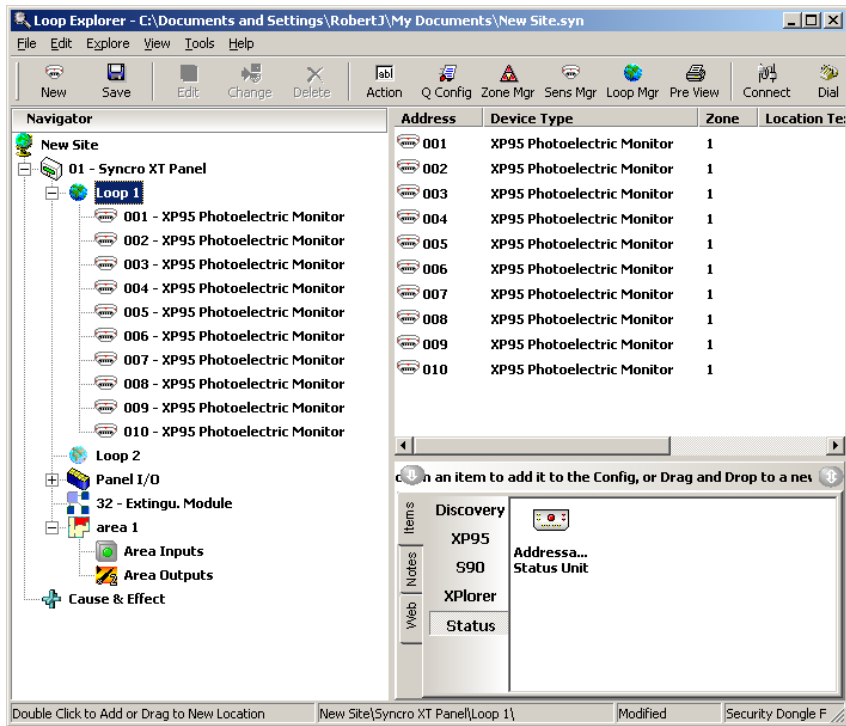 Loop Explorer - C:\Documents and Settings\RobertJ\My Documents\New Site.syn
File Edit Explore View Tools Help
New Save Edit Change Delete Action Q Config Zone Mgr Sens Mgr Loop Mgr Pre View Connect Dial
abl
Navigator
New Site
01 - Syncro XT Panel
Loop 1
001 - XP95 Photoelectric Monitor
002 - XP95 Photoelectric Monitor
003 - XP95 Photoelectric Monitor
004 - XP95 Photoelectric Monitor
005 - XP95 Photoelectric Monitor
006 - XP95 Photoelectric Monitor
007 - XP95 Photoelectric Monitor
008 - XP95 Photoelectric Monitor
009 - XP95 Photoelectric Monitor
010 - XP95 Photoelectric Monitor
Loop 2
Panel I/O
32 - Extingu. Module
area 1
Area Inputs
Area Outputs
Cause & Effect
Address Device Type Zone Location Te
001 XP95 Photoelectric Monitor 1
002 XP95 Photoelectric Monitor 1
003 XP95 Photoelectric Monitor 1
004 XP95 Photoelectric Monitor 1
005 XP95 Photoelectric Monitor 1
006 XP95 Photoelectric Monitor 1
007 XP95 Photoelectric Monitor 1
008 XP95 Photoelectric Monitor 1
009 XP95 Photoelectric Monitor 1
010 XP95 Photoelectric Monitor 1
an item to add it to the Config, or Drag and Drop to a
Items
Notes
Web
Discovery
XP95
S90
XPlorer
Status
Addressa...
Status Unit
Double Click to Add or Drag to New Location New Site\Syncro XT Panel\Loop 1\ Modified Security Dongle F